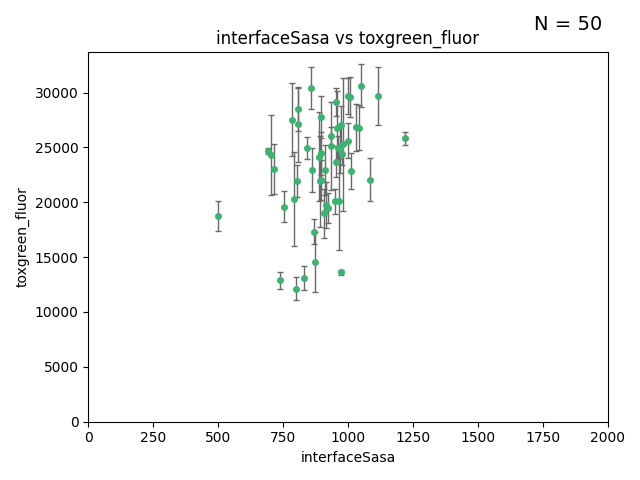 N = 50
interfaceSasa vs toxgreen_fluor
toxgreen_fluor
30000
25000
20000
15000
10000
5000
0
0 250 500 750 1000 1250 1500 1750 2000
interfaceSasa